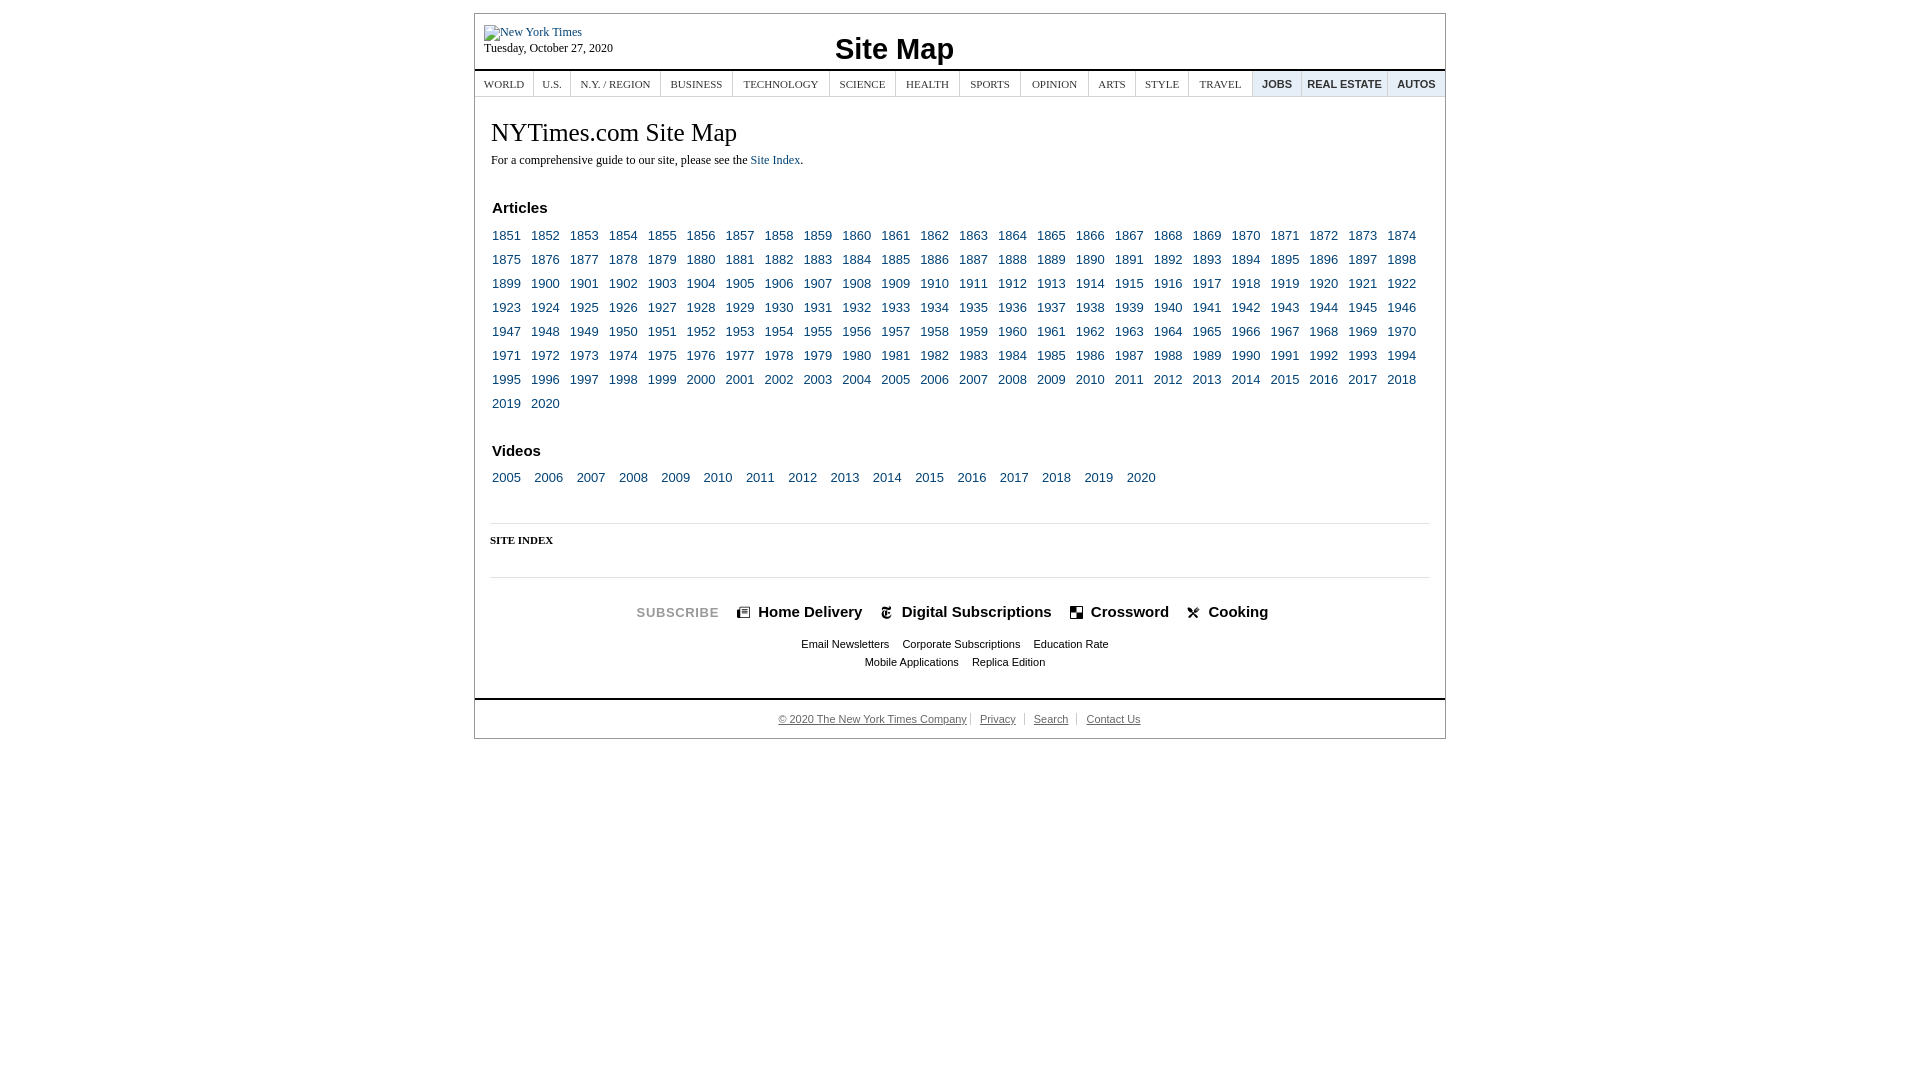 New York Times
Tuesday, October 27, 2020
Site Map
WORLD U.S. N.Y. / REGION BUSINESS TECHNOLOGY SCIENCE HEALTH SPORTS OPINION ARTS STYLE TRAVEL JOBS REAL ESTATE AUTOS
NYTimes.com Site Map
For a comprehensive guide to our site, please see the Site Index.
Articles
1851 1852 1853 1854 1855 1856 1857 1858 1859 1860 1861 1862 1863 1864 1865 1866 1867 1868 1869 1870 1871 1872 1873 1874
1875 1876 1877 1878 1879 1880 1881 1882 1883 1884 1885 1886 1887 1888 1889 1890 1891 1892 1893 1894 1895 1896 1897 1898
1899 1900 1901 1902 1903 1904 1905 1906 1907 1908 1909 1910 1911 1912 1913 1914 1915 1916 1917 1918 1919 1920 1921 1922
1923 1924 1925 1926 1927 1928 1929 1930 1931 1932 1933 1934 1935 1936 1937 1938 1939 1940 1941 1942 1943 1944 1945 1946
1947 1948 1949 1950 1951 1952 1953 1954 1955 1956 1957 1958 1959 1960 1961 1962 1963 1964 1965 1966 1967 1968 1969 1970
1971 1972 1973 1974 1975 1976 1977 1978 1979 1980 1981 1982 1983 1984 1985 1986 1987 1988 1989 1990 1991 1992 1993 1994
1995 1996 1997 1998 1999 2000 2001 2002 2003 2004 2005 2006 2007 2008 2009 2010 2011 2012 2013 2014 2015 2016 2017 2018
2019 2020
Videos
2005 2006 2007 2008 2009 2010 2011 2012 2013 2014 2015 2016 2017 2018 2019 2020
SITE INDEX
SUBSCRIBE Home Delivery Digital Subscriptions Crossword Cooking
Email Newsletters Corporate Subscriptions Education Rate
Mobile Applications Replica Edition
© 2020 The New York Times Company Privacy Search Contact Us